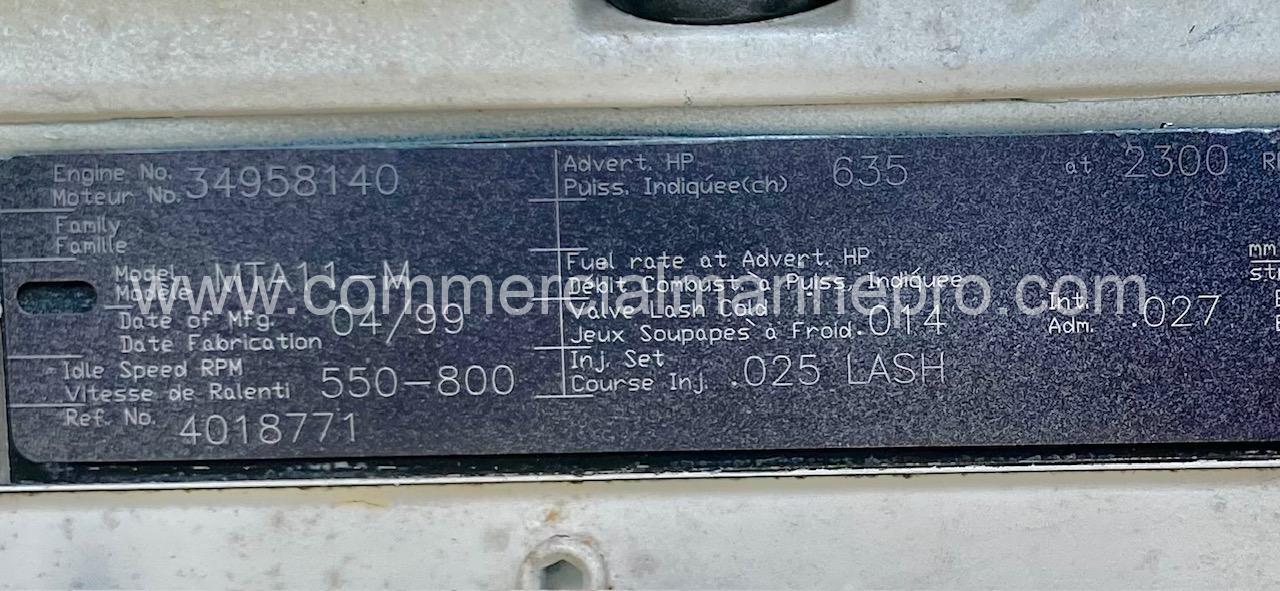 Engine No. 34958140
Moteur No.
Family
Famille
Model MTA11-M
Modele
Date of Mfg. 04/99
Date Fabrication
Idle Speed RPM 550-800
Vitesse de Ralenti
Ref. No. 4018771
Advert. HP 635 at 2300 R
Puiss. Indiquée(ch)
Fuel rate at Advert. HP mm
Débit Combust à Puiss. Indiquée st
Valve Lash Cold .014 Int. .027
Jeux Soupapes à Froid. Adm.
Inj. Set .025 LASH
Course Inj.
www.commercialmarinepro.com